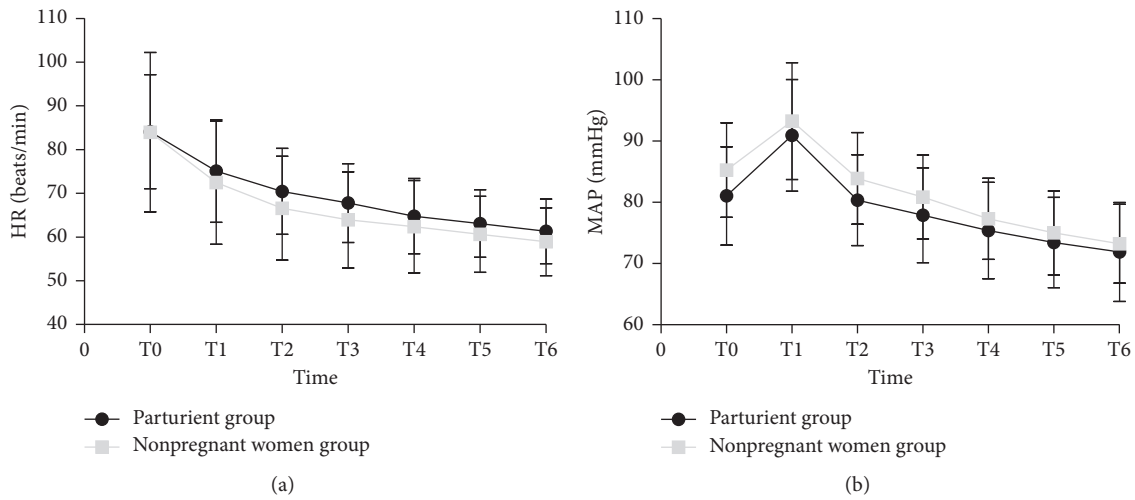 110
100
90
80
70
60
50
40
HR (beats/min)
0 T0 T1 T2 T3 T4 T5 T6
Time
Parturient group
Nonpregnant women group
(a)
110
100
90
80
70
60
MAP (mmHg)
0 T0 T1 T2 T3 T4 T5 T6
Time
Parturient group
Nonpregnant women group
(b)